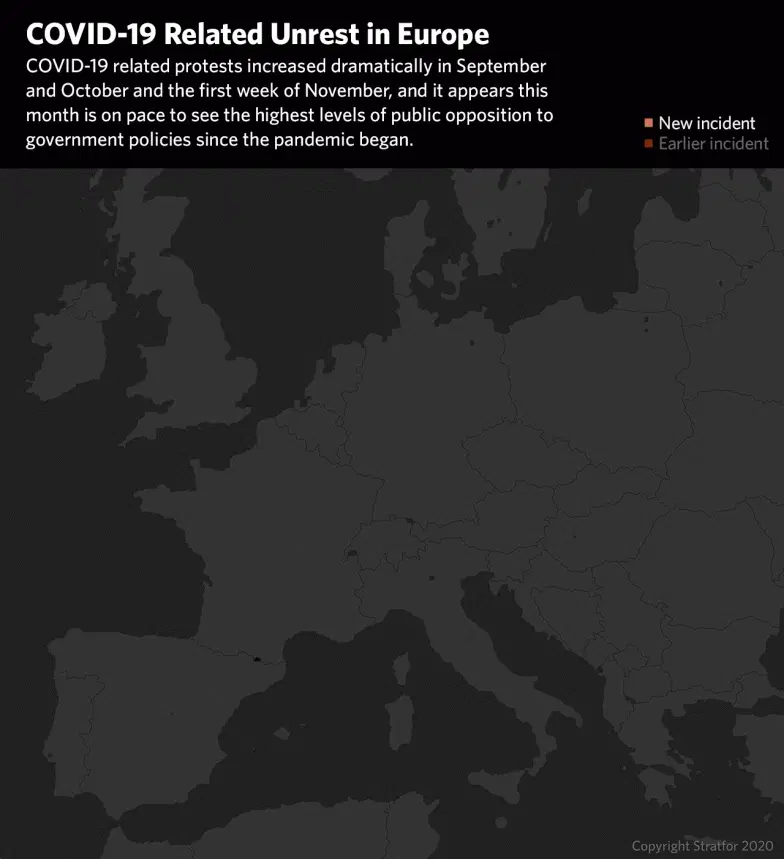 COVID-19 Related Unrest in Europe
COVID-19 related protests increased dramatically in September
and October and the first week of November, and it appears this
month is on pace to see the highest levels of public opposition to
government policies since the pandemic began.
New incident
Earlier incident
Copyright Stratfor 2020